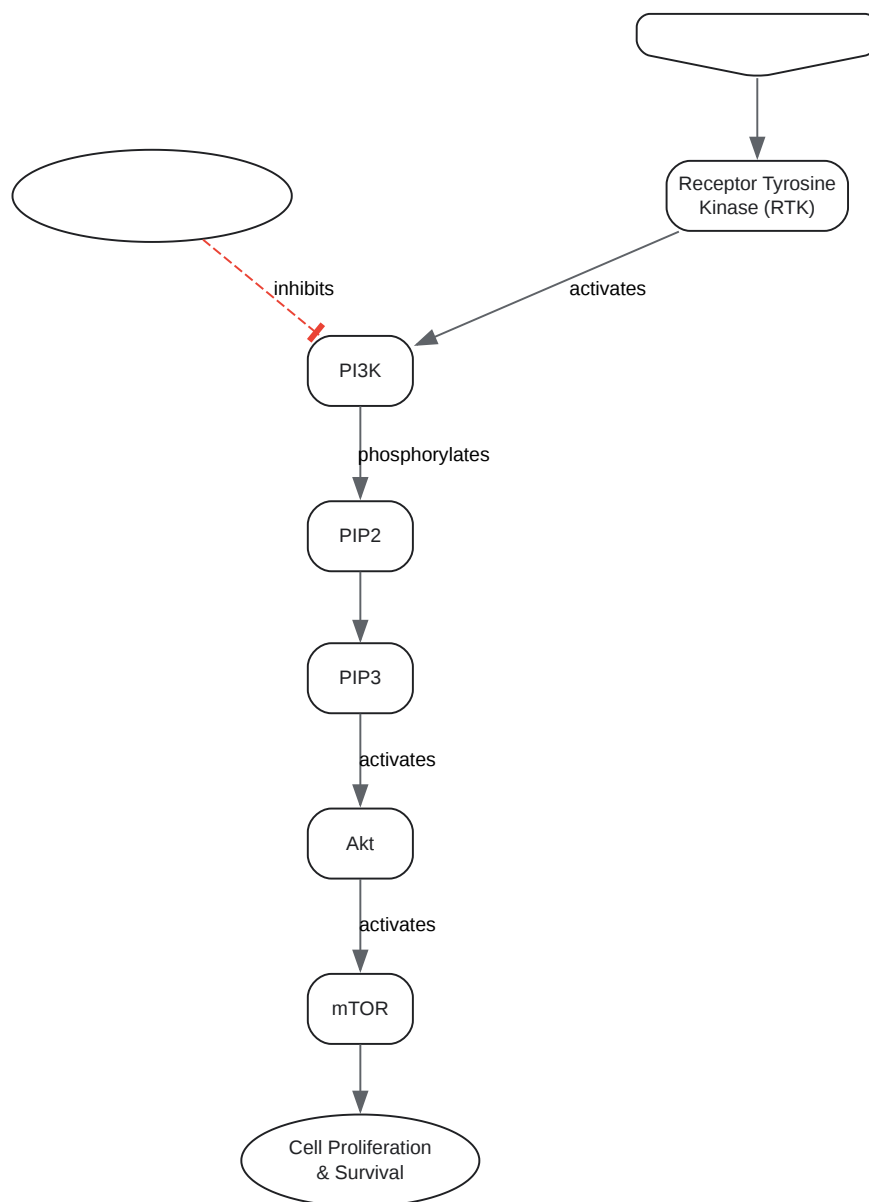 Receptor Tyrosine
Kinase (RTK)
inhibits
activates
PI3K
phosphorylates
PIP2
PIP3
activates
Akt
activates
mTOR
Cell Proliferation
& Survival